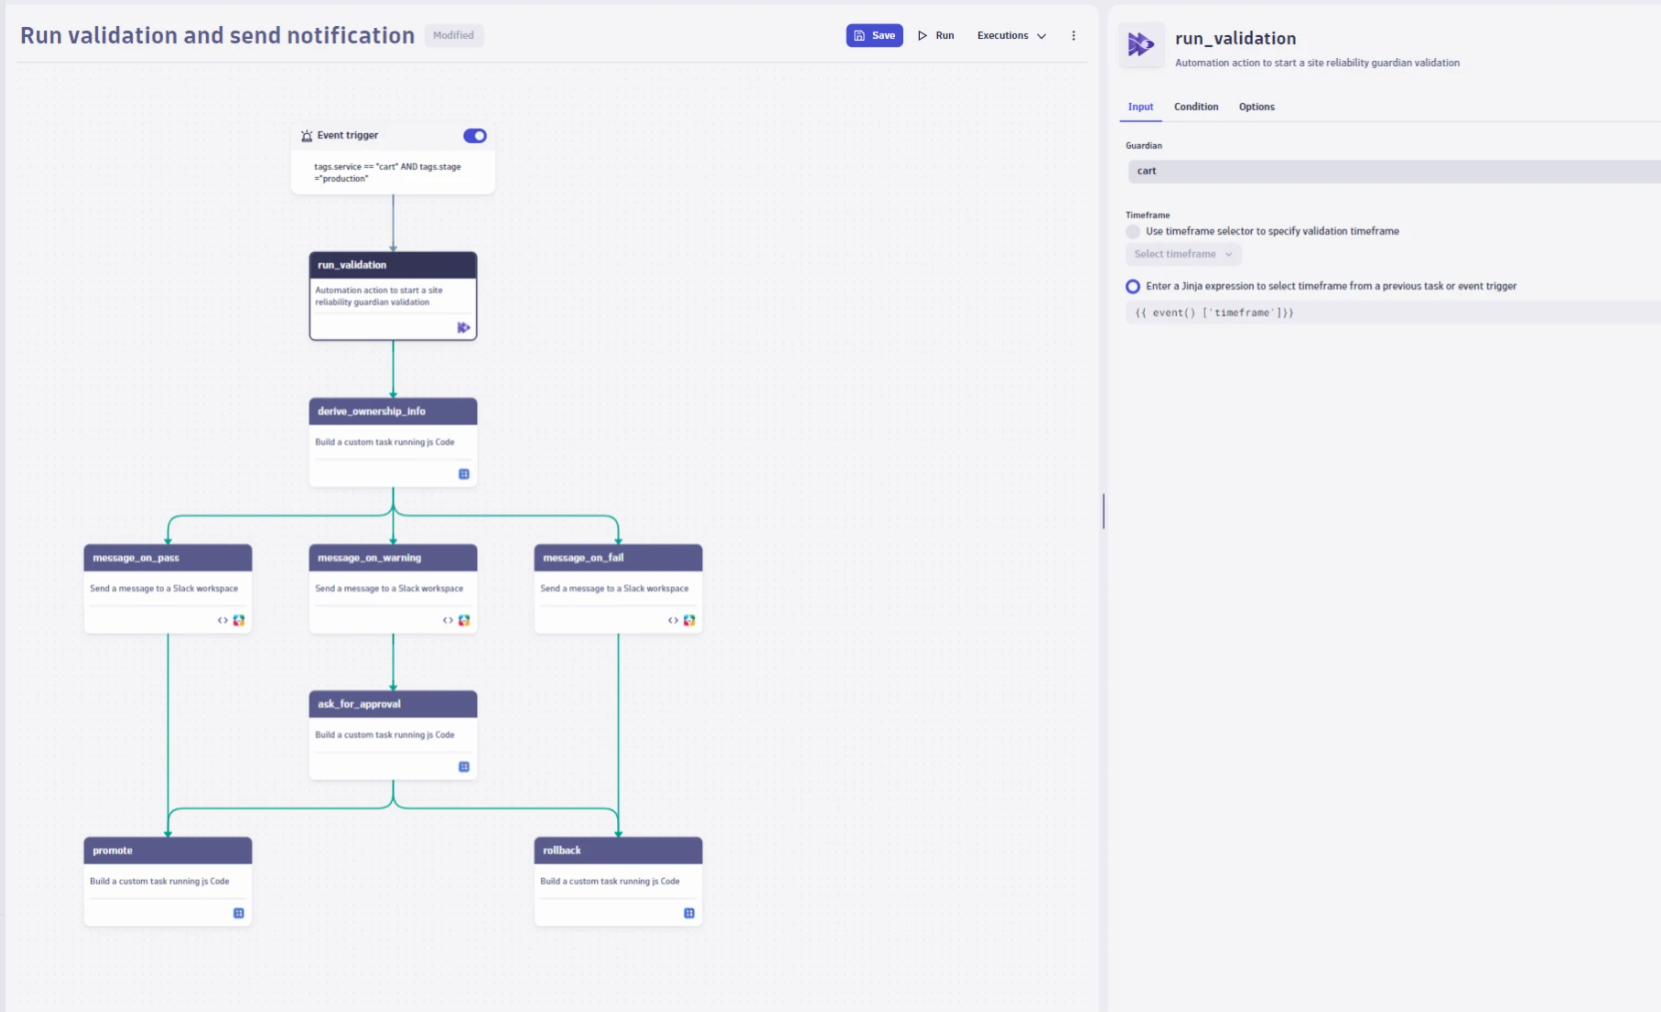 Run validation and send notification
Modified
Save
Run
Executions
Event trigger
tags.service == "cart" AND tags.stage
="production"
run_validation
Automation action to start a site
reliability guardian validation
derive_ownership_info
Build a custom task running js Code
message_on_pass
Send a message to a Slack workspace
message_on_warning
Send a message to a Slack workspace
message_on_fail
Send a message to a Slack workspace
ask_for_approval
Build a custom task running js Code
promote
Build a custom task running js Code
rollback
Build a custom task running js Code
run_validation
Automation action to start a site reliability guardian validation
Input
Condition
Options
Guardian
cart
Timeframe
Use timeframe selector to specify validation timeframe
Select timeframe
Enter a Jinja expression to select timeframe from a previous task or event trigger
{{ event() ['timeframe']}}